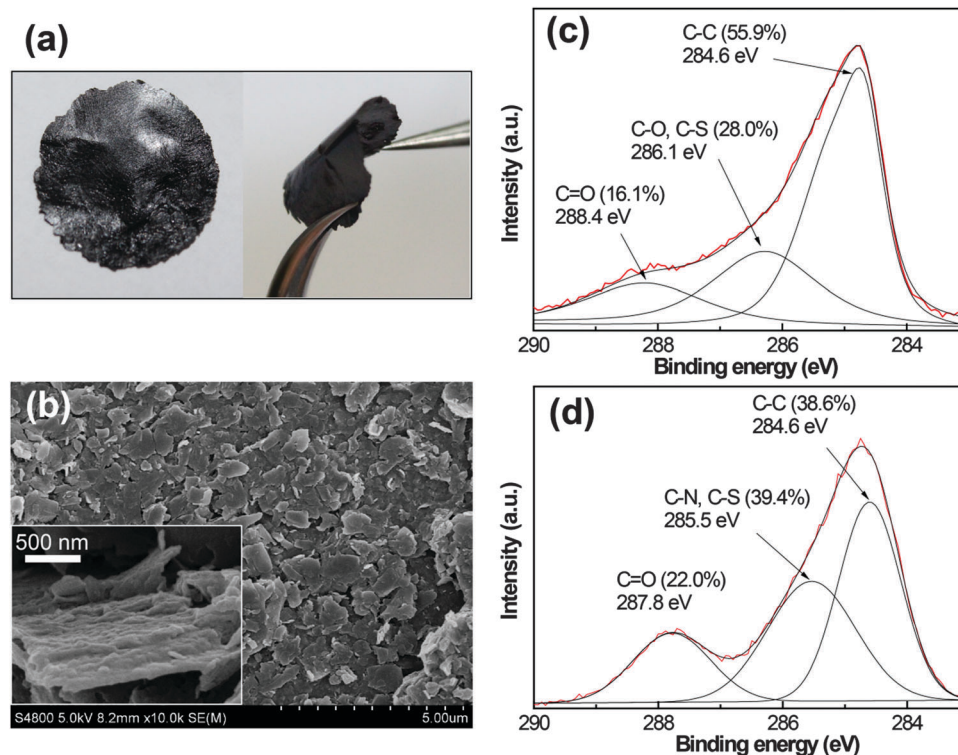 (a)
(b)
500 nm
S4800 5.0kV 8.2mm x10.0k SE(M)
5.00um
(c)
C-C (55.9%)
284.6 eV
C-O, C-S (28.0%)
286.1 eV
C=O (16.1%)
288.4 eV
Intensity (a.u.)
290
288
286
284
Binding energy (eV)
(d)
C-C (38.6%)
284.6 eV
C-N, C-S (39.4%)
285.5 eV
C=O (22.0%)
287.8 eV
Intensity (a.u.)
290
288
286
284
Binding energy (eV)